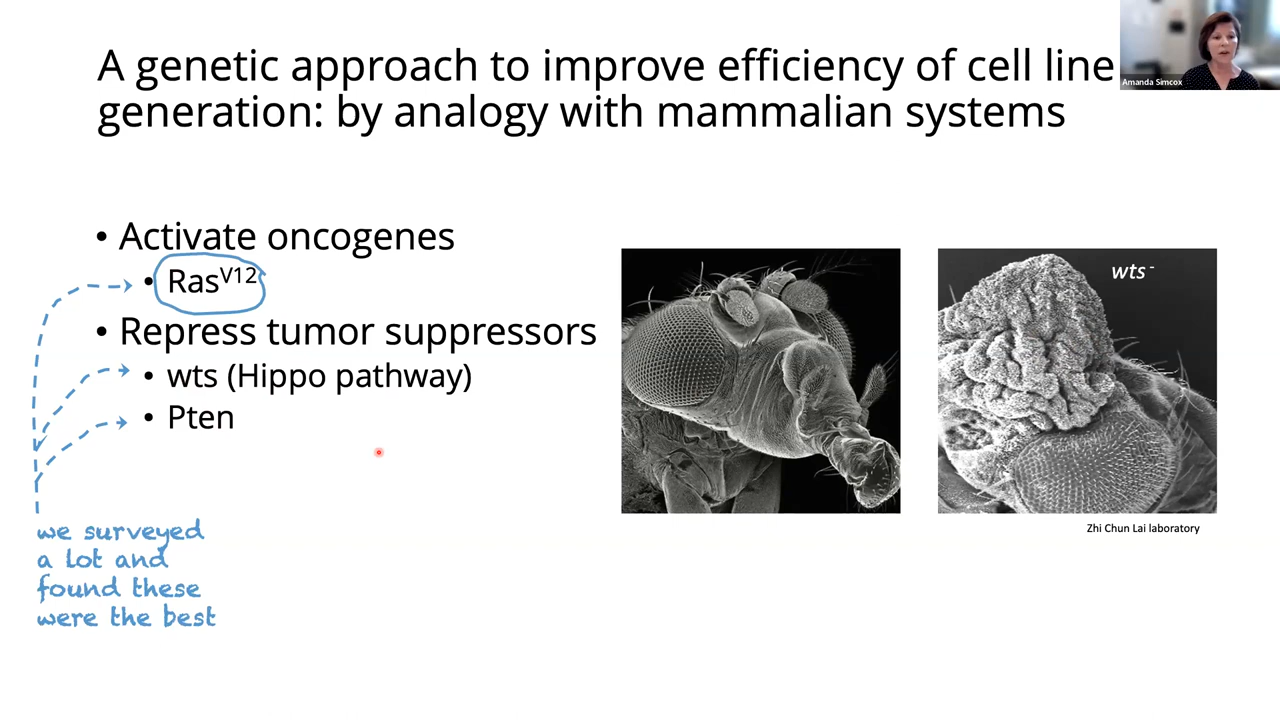 A genetic approach to improve efficiency of cell line
generation: by analogy with mammalian systems
Amanda Simcox
• Activate oncogenes
• RasV12
• Repress tumor suppressors
• wts (Hippo pathway)
• Pten
we surveyed
a lot and
found these
were the best
wts -
Zhi Chun Lai laboratory